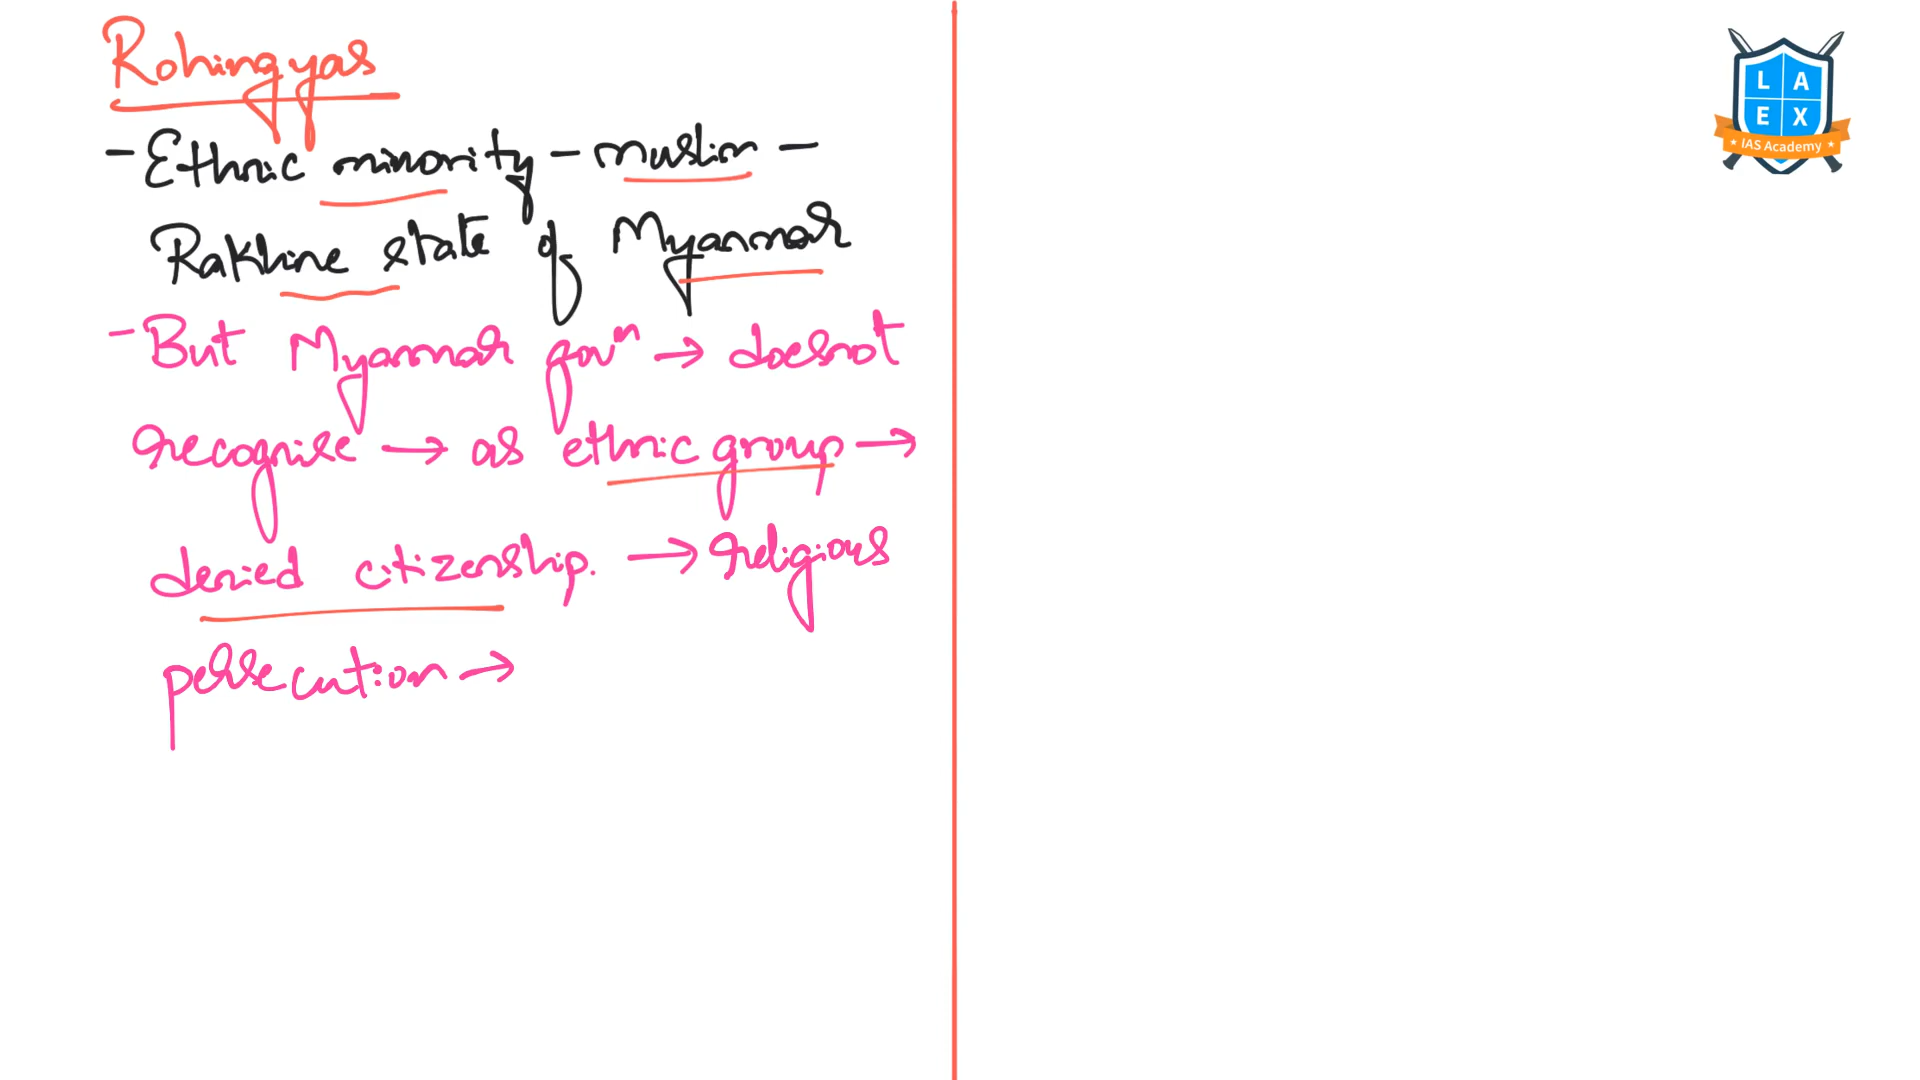 Rohingyas
- Ethnic minority - muslim -
Rakhine state of Myanmar
- But Myanmar govn → doesnot
recognise → as ethnic group →
denied citizenship. → religious
persecution →
L A
E X
IAS Academy